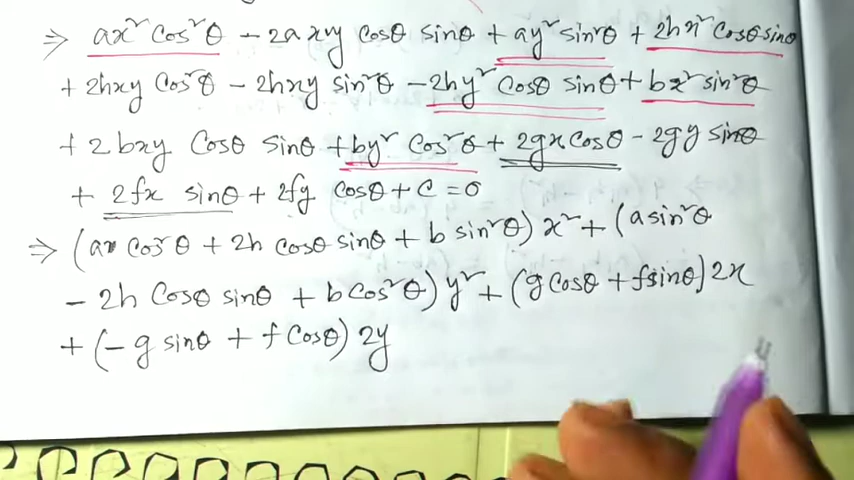 ⇒ ax² cos²θ - 2axy cosθ sinθ + ay² sin²θ + 2hx² cosθ sinθ
+ 2hxy cos²θ - 2hxy sin²θ - 2hy² cosθ sinθ + bx² sin²θ
+ 2bxy cosθ sinθ + by² cos²θ + 2gx cosθ - 2gy sinθ
+ 2fx sinθ + 2fy cosθ + c = 0
⇒ (a cos²θ + 2h cosθ sinθ + b sin²θ) x² + (a sin²θ
- 2h cosθ sinθ + b cos²θ) y² + (g cosθ + f sinθ) 2x
+ (- g sinθ + f cosθ) 2y